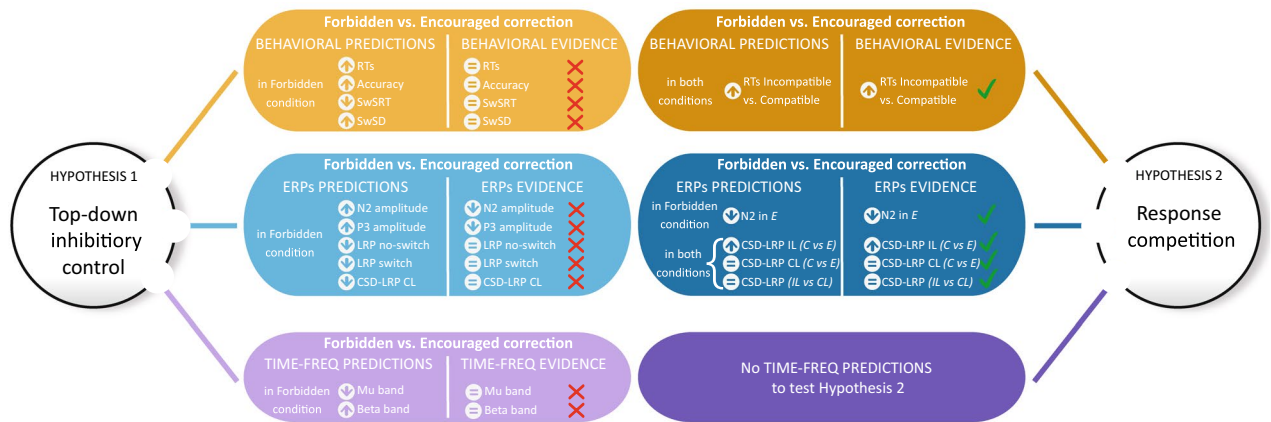 HYPOTHESIS 1
Top-down
inhibitiory
control
Forbidden vs. Encouraged correction
BEHAVIORAL PREDICTIONS
in Forbidden
condition
RTs
Accuracy
SwSRT
SwSD
BEHAVIORAL EVIDENCE
RTs
Accuracy
SwSRT
SwSD
Forbidden vs. Encouraged correction
ERPs PREDICTIONS
in Forbidden
condition
N2 amplitude
P3 amplitude
LRP no-switch
LRP switch
CSD-LRP CL
ERPs EVIDENCE
N2 amplitude
P3 amplitude
LRP no-switch
LRP switch
CSD-LRP CL
Forbidden vs. Encouraged correction
TIME-FREQ PREDICTIONS
in Forbidden
condition
Mu band
Beta band
TIME-FREQ EVIDENCE
Mu band
Beta band
Forbidden vs. Encouraged correction
BEHAVIORAL PREDICTIONS
in both
conditions
RTs Incompatible
vs. Compatible
BEHAVIORAL EVIDENCE
RTs Incompatible
vs. Compatible
Forbidden vs. Encouraged correction
ERPs PREDICTIONS
in Forbidden
condition
N2 in E
in both
conditions
CSD-LRP IL (C vs E)
CSD-LRP CL (C vs E)
CSD-LRP (IL vs CL)
ERPs EVIDENCE
N2 in E
CSD-LRP IL (C vs E)
CSD-LRP CL (C vs E)
CSD-LRP (IL vs CL)
No TIME-FREQ PREDICTIONS
to test Hypothesis 2
HYPOTHESIS 2
Response
competition